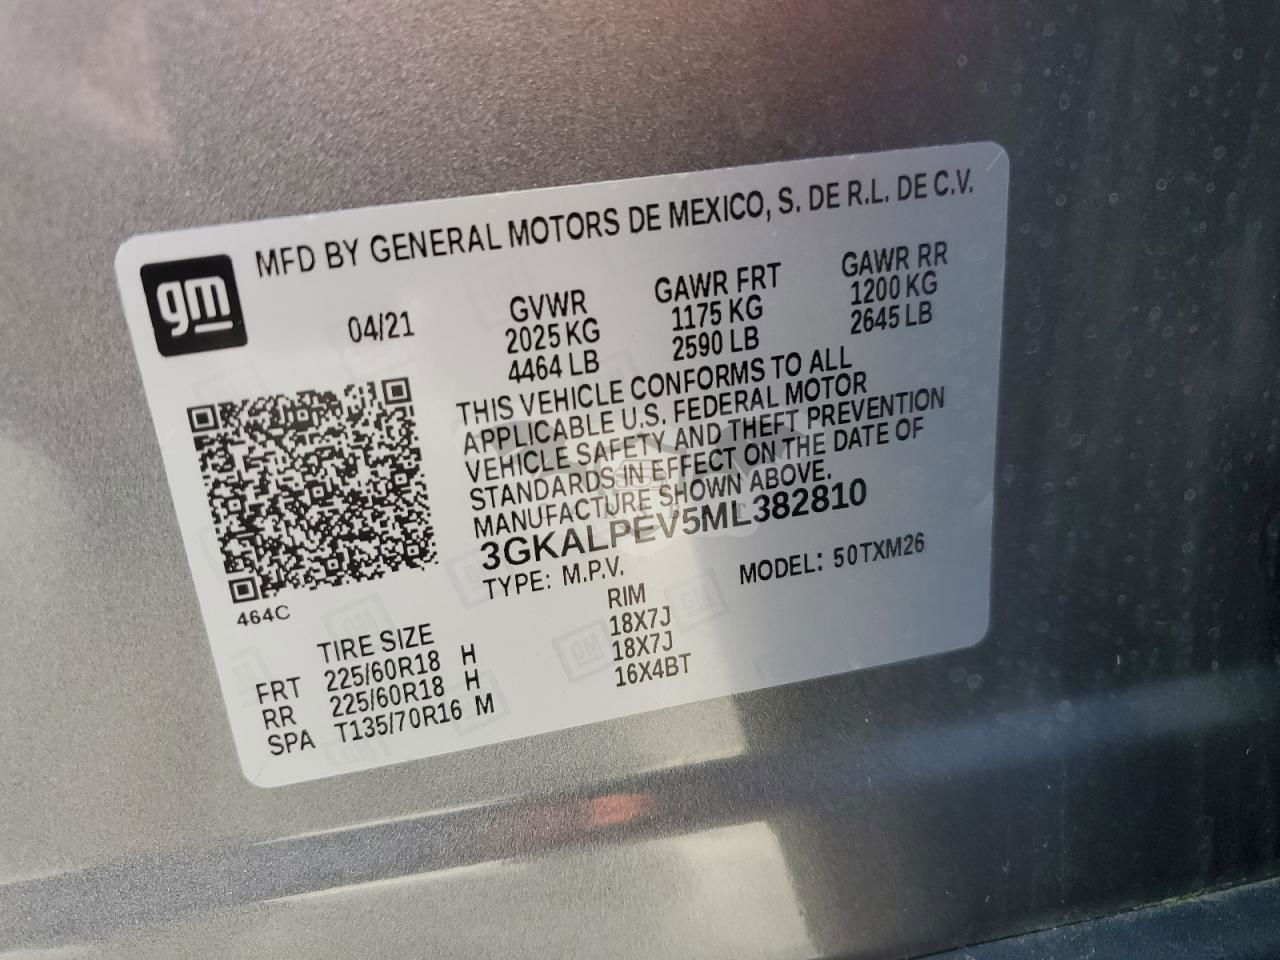 MFD BY GENERAL MOTORS DE MEXICO, S. DE R.L. DE C.V.
gm
04/21
GVWR
2025 KG
4464 LB
GAWR FRT
1175 KG
2590 LB
GAWR RR
1200 KG
2645 LB
THIS VEHICLE CONFORMS TO ALL
APPLICABLE U.S. FEDERAL MOTOR
VEHICLE SAFETY AND THEFT PREVENTION
STANDARDS IN EFFECT ON THE DATE OF
MANUFACTURE SHOWN ABOVE.
3GKALPEV5ML382810
TYPE: M.P.V. MODEL: 50TXM26
464C
TIRE SIZE RIM
FRT 225/60R18 H 18X7J
RR 225/60R18 H 18X7J
SPA T135/70R16 M 16X4BT